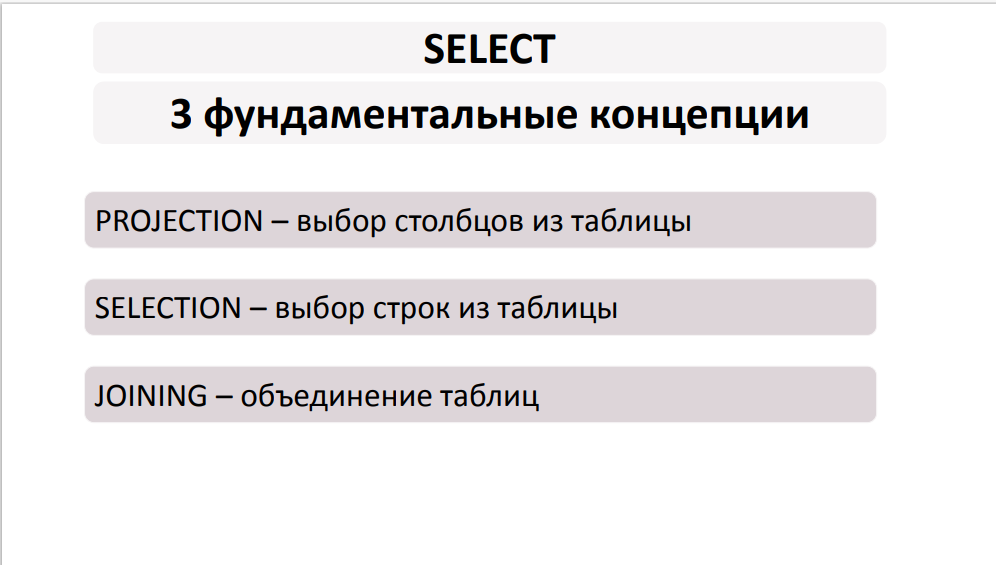 SELECT
3 фундаментальные концепции
PROJECTION – выбор столбцов из таблицы
SELECTION – выбор строк из таблицы
JOINING – объединение таблиц